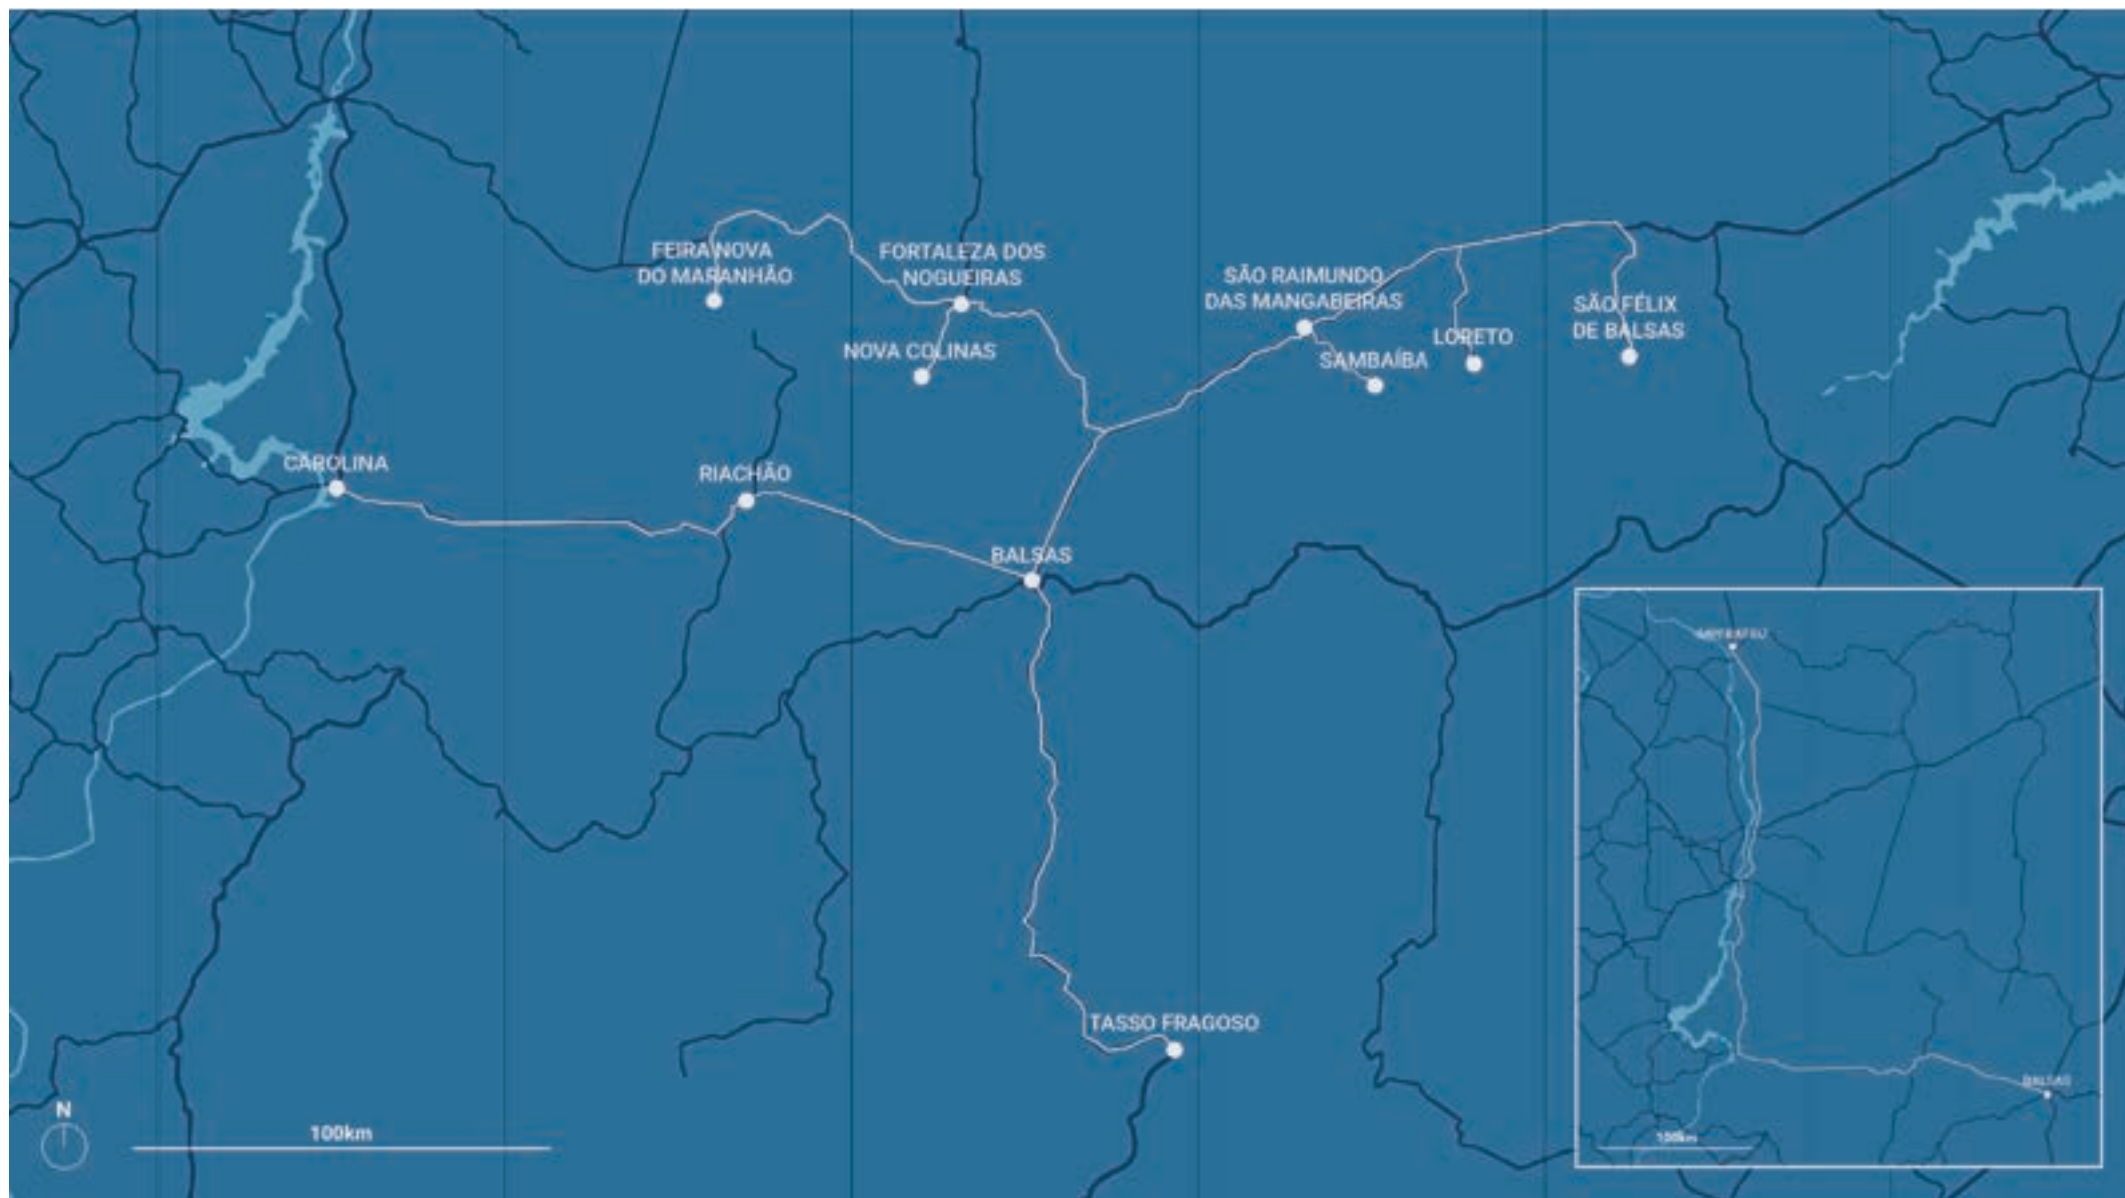 FEIRA NOVA
DO MARANHÃO
FORTALEZA DOS
NOGUEIRAS
SÃO RAIMUNDO
DAS MANGABEIRAS
SÃO FÉLIX
DE BALSAS
LORETO
NOVA COLINAS
SAMBAÍBA
CAROLINA
RIACHÃO
BALSAS
IMPERATRIZ
TASSO FRAGOSO
BALSAS
N
100km
100km